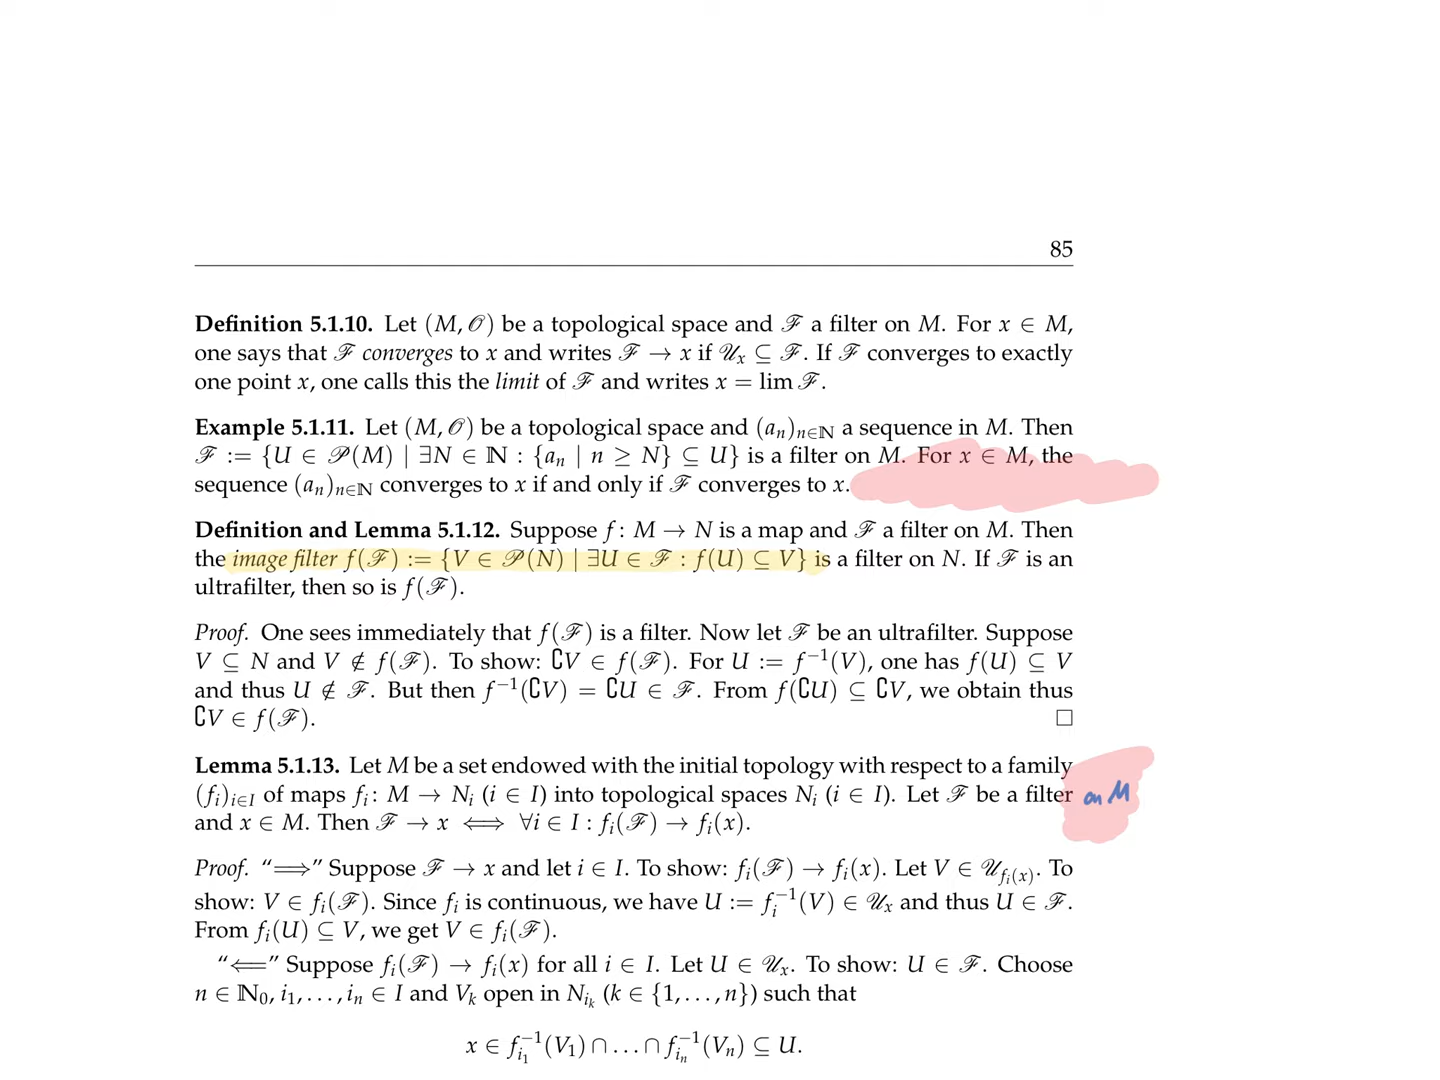 85
Definition 5.1.10. Let (M, 𝒪) be a topological space and ℱ a filter on M. For x ∈ M,
one says that ℱ converges to x and writes ℱ → x if 𝒰ₓ ⊆ ℱ. If ℱ converges to exactly
one point x, one calls this the limit of ℱ and writes x = lim ℱ.
Example 5.1.11. Let (M, 𝒪) be a topological space and (aₙ)ₙ∈ℕ a sequence in M. Then
ℱ := {U ∈ 𝒫(M) | ∃N ∈ ℕ : {aₙ | n ≥ N} ⊆ U} is a filter on M. For x ∈ M, the
sequence (aₙ)ₙ∈ℕ converges to x if and only if ℱ converges to x.
Definition and Lemma 5.1.12. Suppose f : M → N is a map and ℱ a filter on M. Then
the image filter f(ℱ) := {V ∈ 𝒫(N) | ∃U ∈ ℱ : f(U) ⊆ V} is a filter on N. If ℱ is an
ultrafilter, then so is f(ℱ).
Proof. One sees immediately that f(ℱ) is a filter. Now let ℱ be an ultrafilter. Suppose
V ⊆ N and V ∉ f(ℱ). To show: ∁V ∈ f(ℱ). For U := f⁻¹(V), one has f(U) ⊆ V
and thus U ∉ ℱ. But then f⁻¹(∁V) = ∁U ∈ ℱ. From f(∁U) ⊆ ∁V, we obtain thus
∁V ∈ f(ℱ). □
Lemma 5.1.13. Let M be a set endowed with the initial topology with respect to a family
(fᵢ)ᵢ∈I of maps fᵢ : M → Nᵢ (i ∈ I) into topological spaces Nᵢ (i ∈ I). Let ℱ be a filter on M
and x ∈ M. Then ℱ → x ⟺ ∀i ∈ I : fᵢ(ℱ) → fᵢ(x).
Proof. “⟹” Suppose ℱ → x and let i ∈ I. To show: fᵢ(ℱ) → fᵢ(x). Let V ∈ 𝒰_{fᵢ(x)}. To
show: V ∈ fᵢ(ℱ). Since fᵢ is continuous, we have U := fᵢ⁻¹(V) ∈ 𝒰ₓ and thus U ∈ ℱ.
From fᵢ(U) ⊆ V, we get V ∈ fᵢ(ℱ).
“⟸” Suppose fᵢ(ℱ) → fᵢ(x) for all i ∈ I. Let U ∈ 𝒰ₓ. To show: U ∈ ℱ. Choose
n ∈ ℕ₀, i₁, . . . , iₙ ∈ I and Vₖ open in N_{iₖ} (k ∈ {1, . . . , n}) such that
x ∈ f_{i₁}⁻¹(V₁) ∩ . . . ∩ f_{iₙ}⁻¹(Vₙ) ⊆ U.